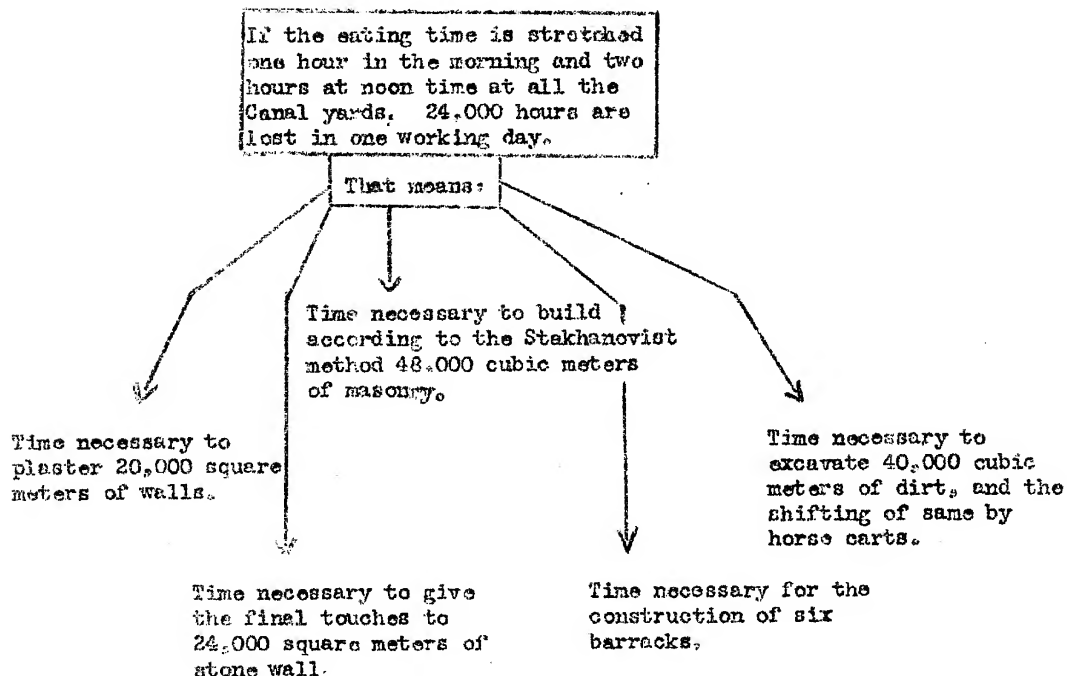 If the eating time is stretched
one hour in the morning and two
hours at noon time at all the
Canal yards. 24,000 hours are
lost in one working day.
That means:
Time necessary to build
according to the Stakhanovist
method 48,000 cubic meters
of masonry.
Time necessary to
plaster 20,000 square
meters of walls.
Time necessary to
excavate 40,000 cubic
meters of dirt, and the
shifting of same by
horse carts.
Time necessary to give
the final touches to
24,000 square meters of
stone wall.
Time necessary for the
construction of six
barracks.